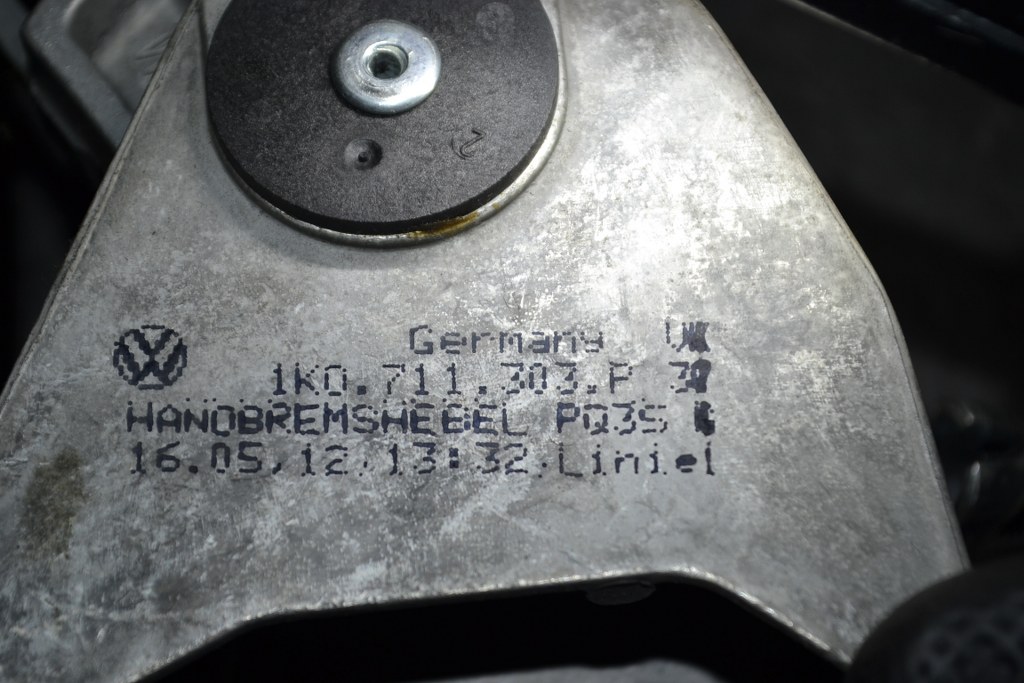 Germany
1K0.711.303.P
HANDBREMSHEBEL PQ35
16.05.12 13:32 Linie1